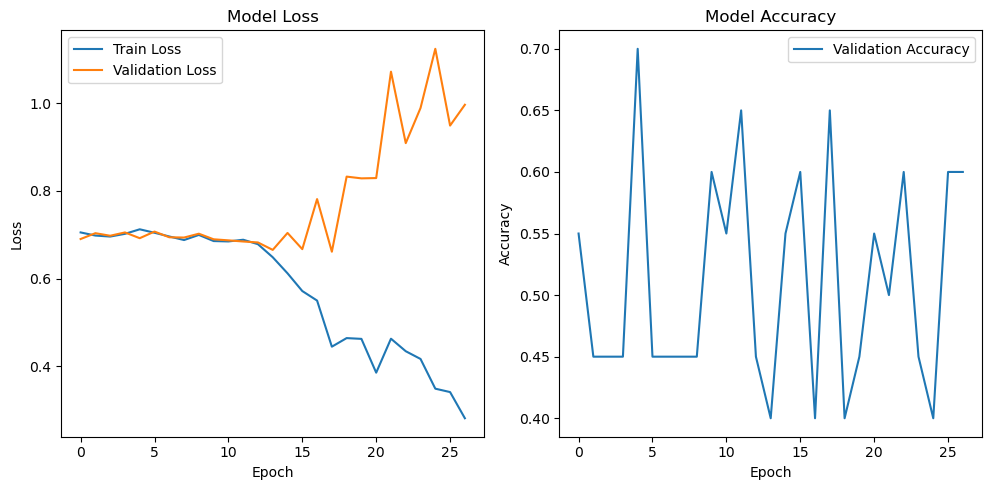 Model Loss
Train Loss
Validation Loss
1.0
0.8
0.6
0.4
Loss
0 5 10 15 20 25
Epoch
Model Accuracy
Validation Accuracy
0.70
0.65
0.60
0.55
0.50
0.45
0.40
Accuracy
0 5 10 15 20 25
Epoch